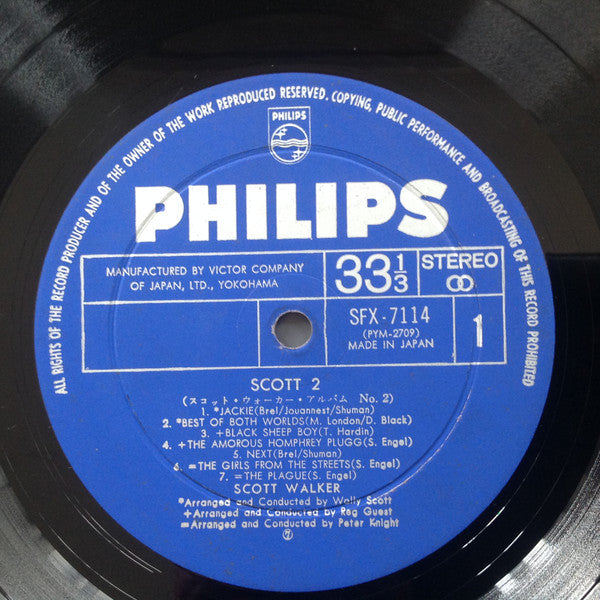 ALL RIGHTS OF THE RECORD PRODUCER AND OF THE OWNER OF THE WORK REPRODUCED RESERVED. COPYING, PUBLIC PERFORMANCE AND BROADCASTING OF THIS RECORD PROHIBITED
PHILIPS
PHILIPS
MANUFACTURED BY VICTOR COMPANY
OF JAPAN, LTD., YOKOHAMA
33 1/3
STEREO
SFX-7114
(PYM-2709)
MADE IN JAPAN
1
SCOTT 2
(スコット・ウォーカー・アルバム No. 2)
1. *JACKIE(Brel/Jouannest/Shuman)
2. *BEST OF BOTH WORLDS(M. London/D. Black)
3. +BLACK SHEEP BOY(T. Hardin)
4. +THE AMOROUS HOMPHREY PLUGG(S. Engel)
5. NEXT(Brel/Shuman)
6. =THE GIRLS FROM THE STREETS(S. Engel)
7. =THE PLAGUE(S. Engel)
SCOTT WALKER
*Arranged and Conducted by Wally Scott
+Arranged and Conducted by Reg Guest
=Arranged and Conducted by Peter Knight
⑦